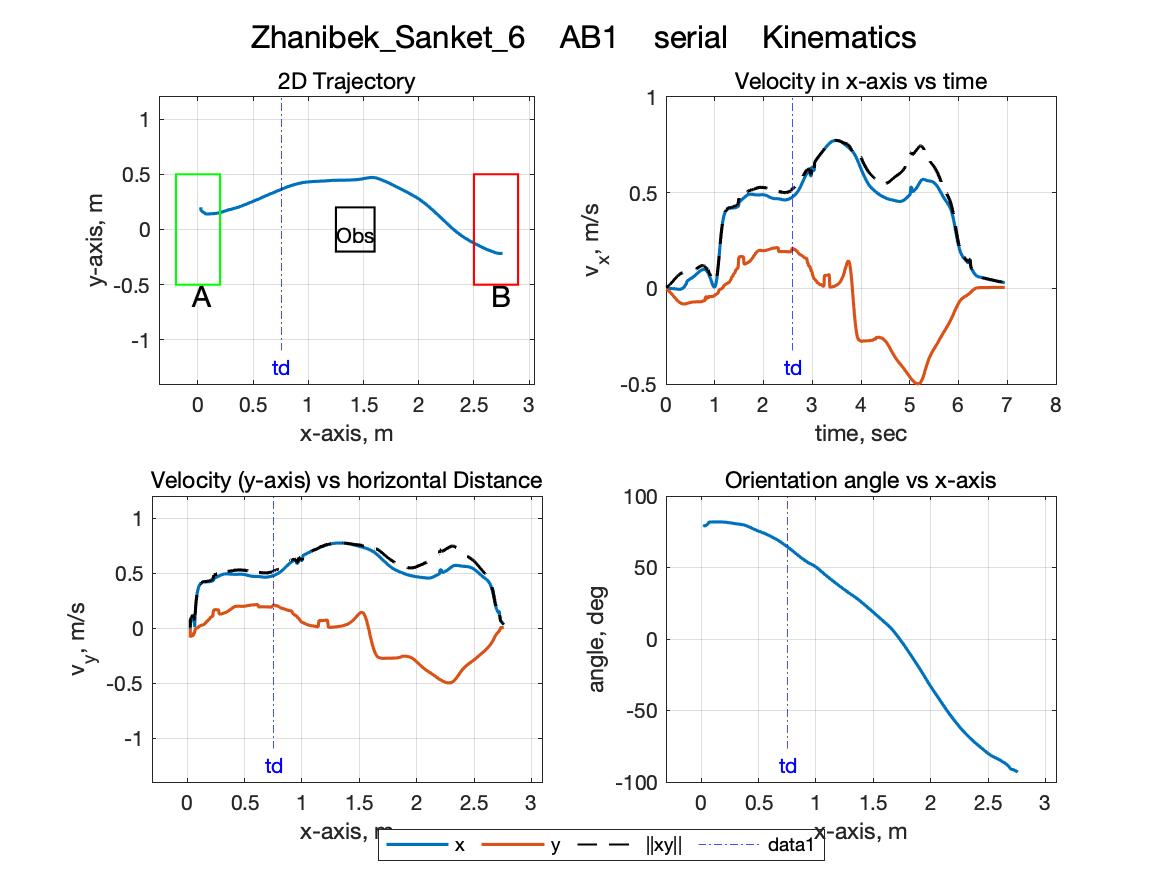 Zhanibek_Sanket_6 AB1 serial Kinematics
2D Trajectory
1
0.5
0
-0.5
-1
y-axis, m
A
Obs
B
td
0 0.5 1 1.5 2 2.5 3
x-axis, m
Velocity in x-axis vs time
1
0.5
0
-0.5
v_x, m/s
td
0 1 2 3 4 5 6 7 8
time, sec
Velocity (y-axis) vs horizontal Distance
1
0.5
0
-0.5
-1
v_y, m/s
td
0 0.5 1 1.5 2 2.5 3
x-axis, m
Orientation angle vs x-axis
100
50
0
-50
-100
angle, deg
td
0 0.5 1 1.5 2 2.5 3
x-axis, m
x y ||xy|| data1